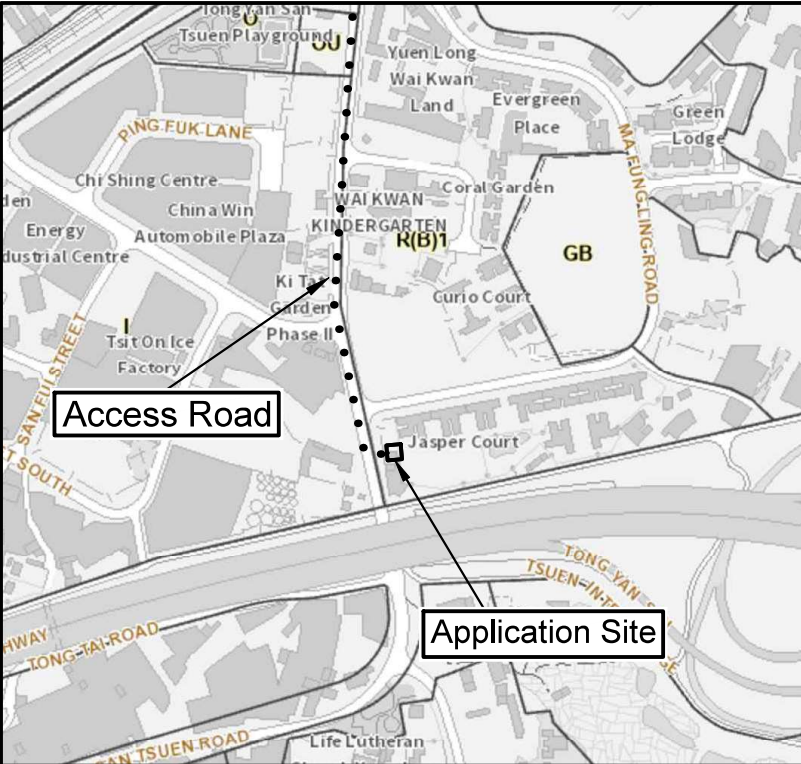 Tong Yan San
Tsuen Playground
O
OU
Yuen Long
Wai Kwan
Land
Evergreen
Place
Green
Lodge
PING FUK LANE
MA FUNG LING ROAD
Chi Shing Centre
Coral Garden
China Win
Automobile Plaza
WAI KWAN
KINDERGARTEN
R(B)1
GB
Energy
Industrial Centre
Ki Tat
Garden
Phase II
Curio Court
I
Tsit On Ice
Factory
SAN FUI STREET
Access Road
Jasper Court
T SOUTH
TONG YAN
TSUEN INTE
Application Site
HWAY
TONG TAI ROAD
SAN TSUEN ROAD
Life Lutheran